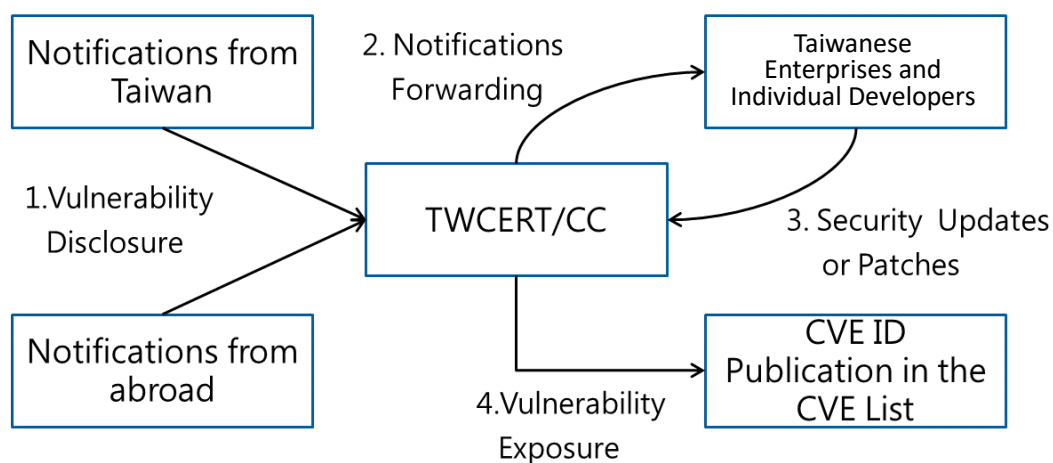 Notifications from
Taiwan
2. Notifications
Forwarding
Taiwanese
Enterprises and
Individual Developers
1.Vulnerability
Disclosure
TWCERT/CC
3. Security Updates
or Patches
Notifications from
abroad
4.Vulnerability
Exposure
CVE ID
Publication in the
CVE List